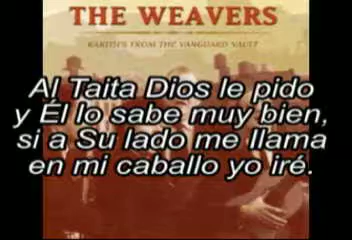 THE WEAVERS
RARITIES FROM THE VANGUARD VAULT
Al Taita Dios le pido
y Él lo sabe muy bien,
si a Su lado me llama
en mi caballo yo iré.